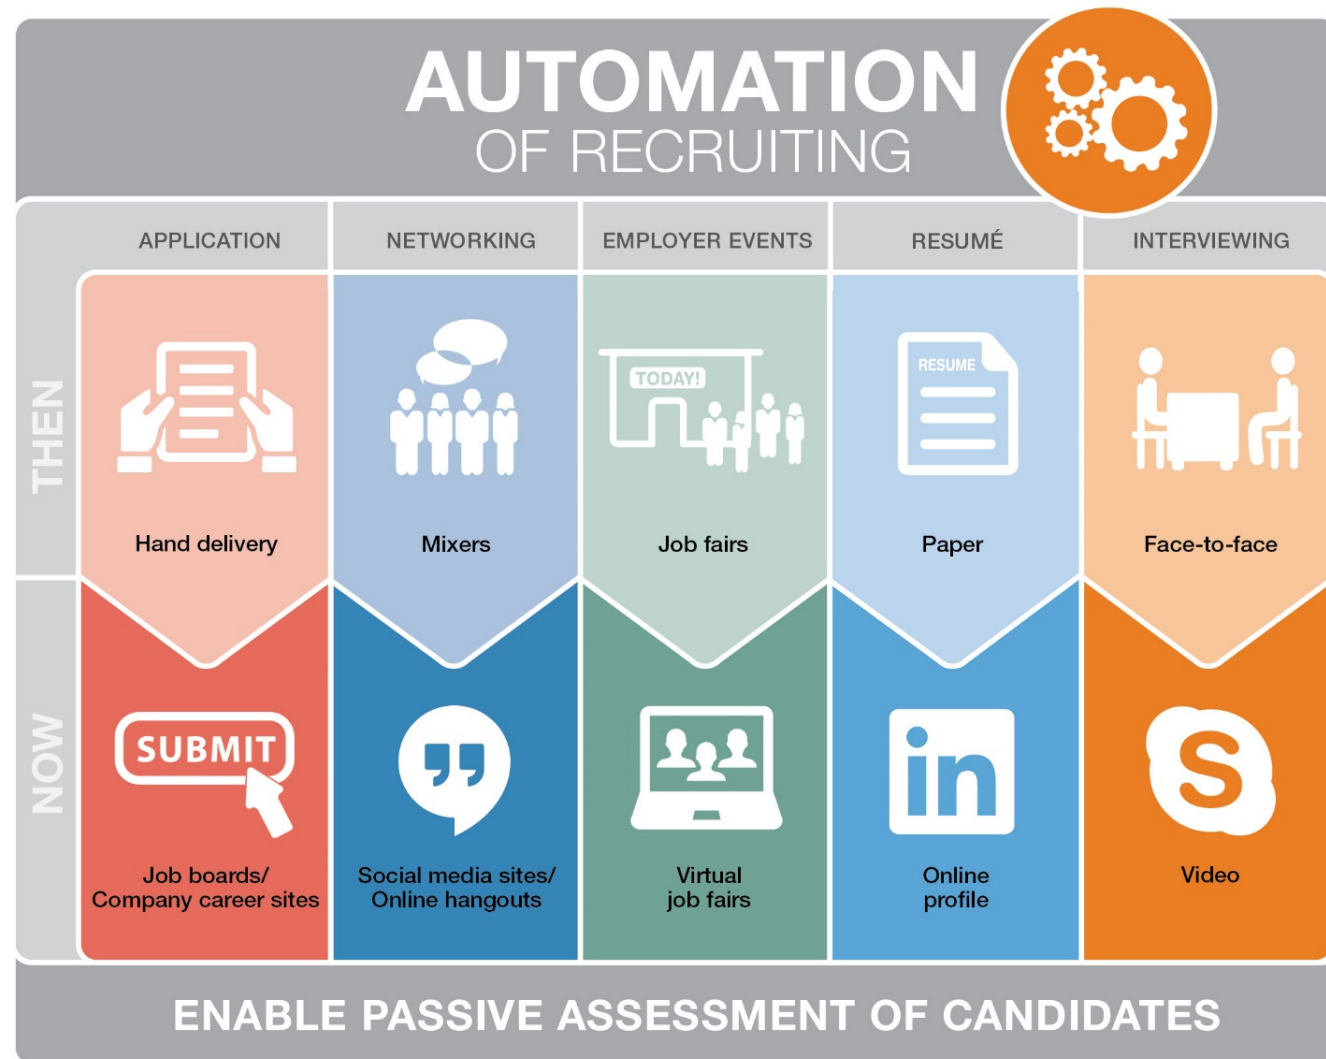 AUTOMATION
OF RECRUITING
APPLICATION
NETWORKING
EMPLOYER EVENTS
RESUMÉ
INTERVIEWING
THEN
TODAY!
RESUME
Hand delivery
Mixers
Job fairs
Paper
Face-to-face
NOW
SUBMIT
in
S
Job boards/
Company career sites
Social media sites/
Online hangouts
Virtual
job fairs
Online
profile
Video
ENABLE PASSIVE ASSESSMENT OF CANDIDATES